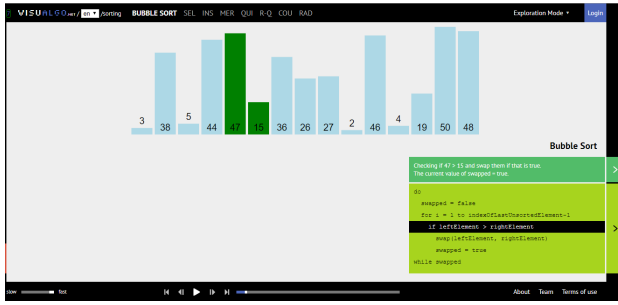 VISUALGO.NET / en /sorting BUBBLE SORT SEL INS MER QUI R-Q COU RAD Exploration Mode Login
3 38 5 44 47 15 36 26 27 2 46 4 19 50 48
Bubble Sort
Checking if 47 > 15 and swap them if that is true.
The current value of swapped = true.
do
swapped = false
for i = 1 to indexOfLastUnsortedElement-1
if leftElement > rightElement
swap(leftElement, rightElement)
swapped = true
while swapped
slow fast About Team Terms of use